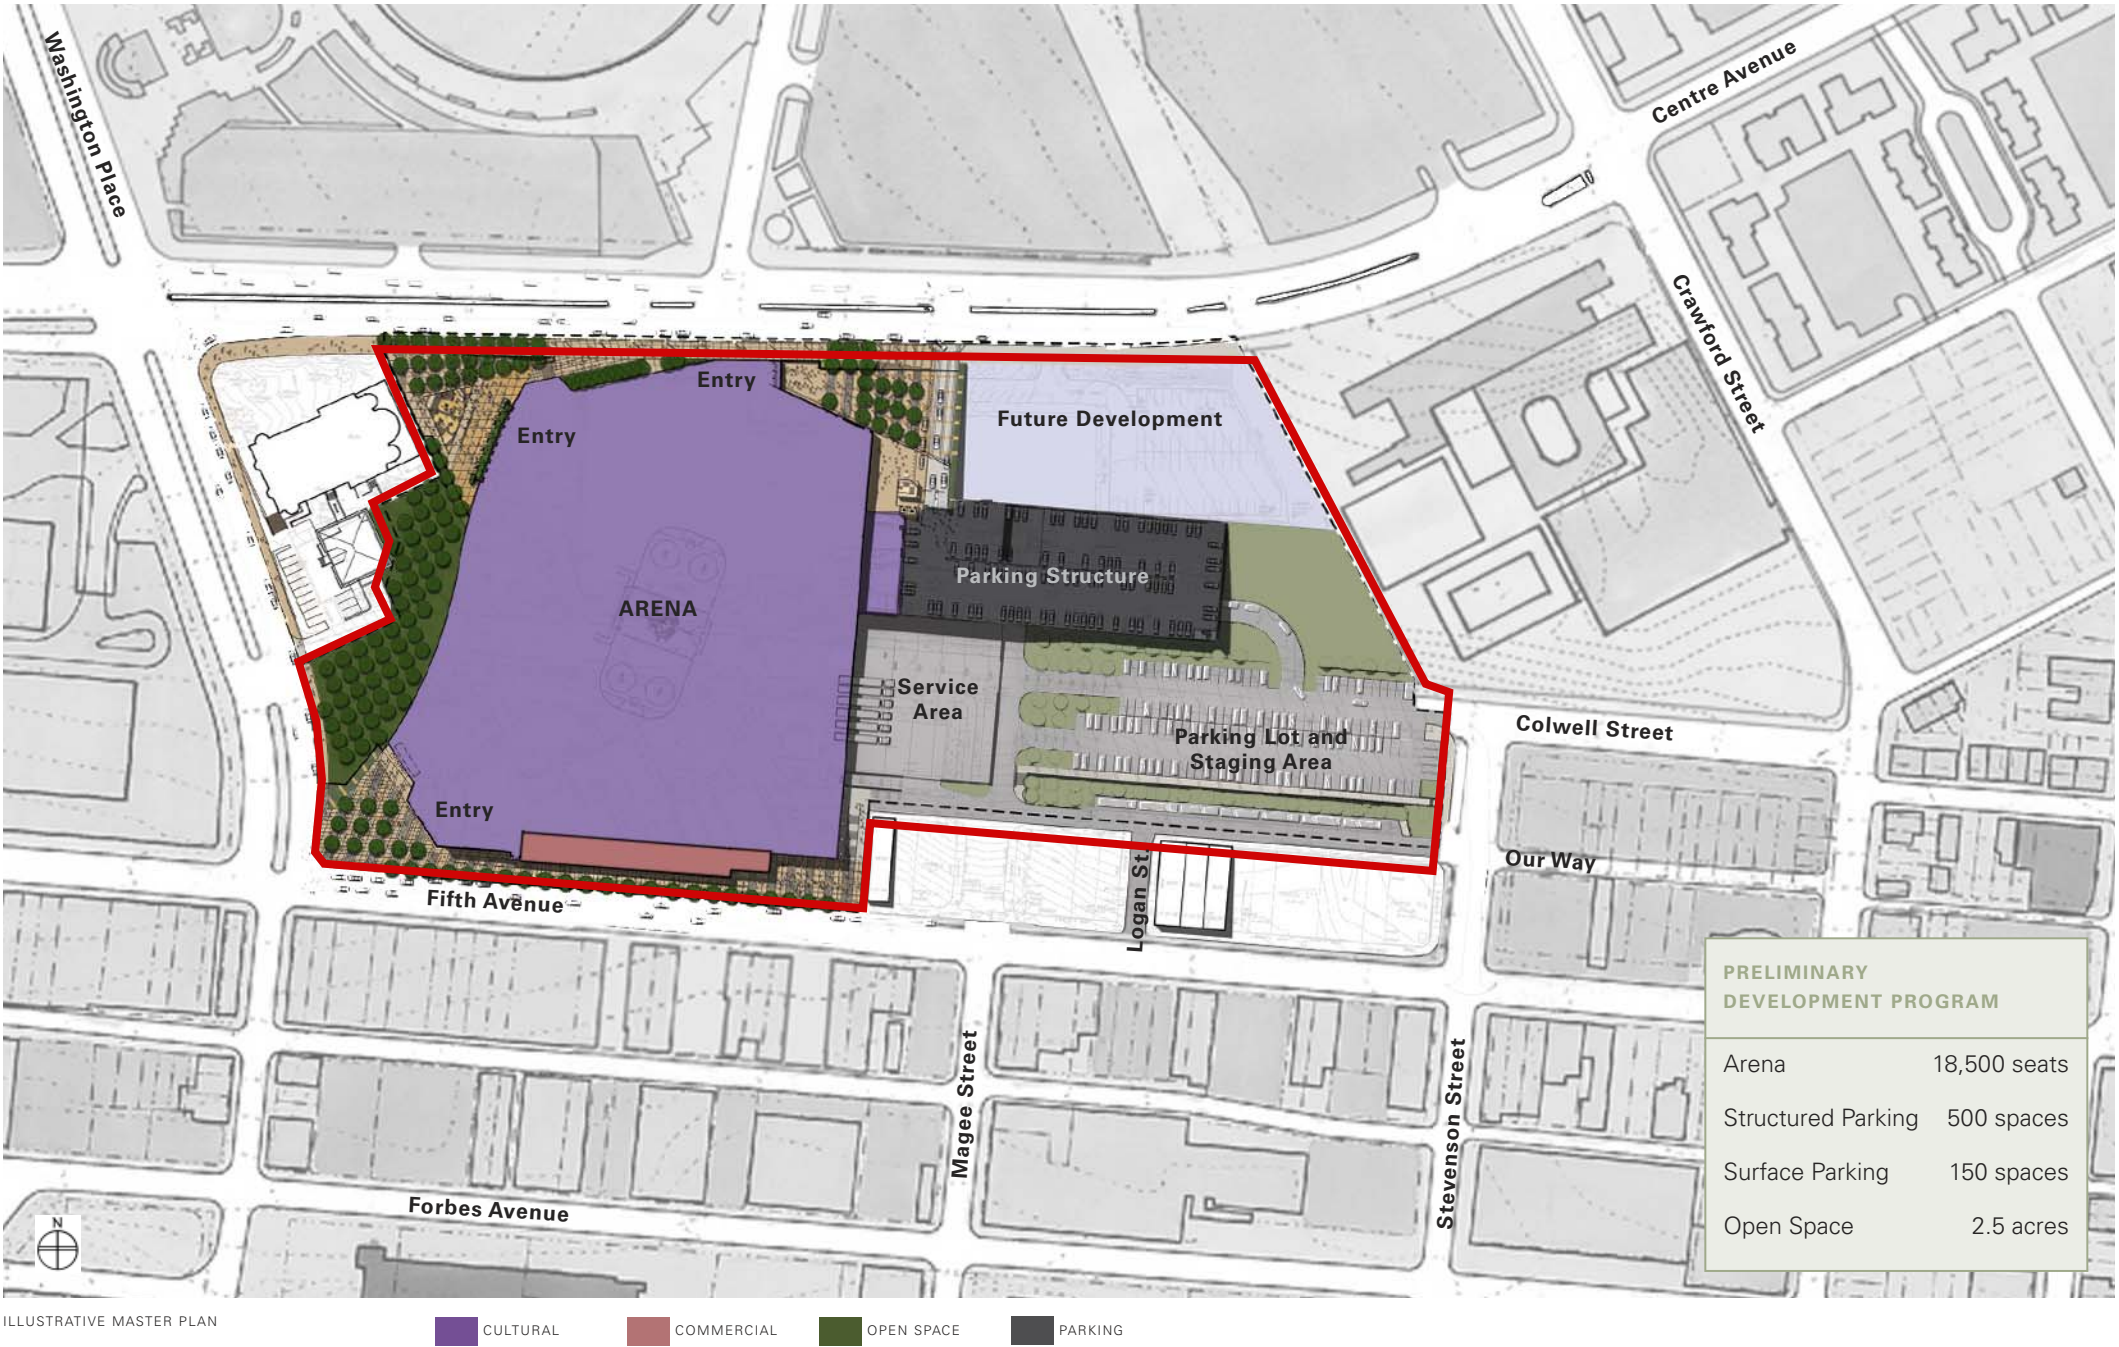 Washington Place
Centre Avenue
Crawford Street
Entry
Future Development
Entry
Parking Structure
ARENA
Service
Area
Parking Lot and
Staging Area
Colwell Street
Entry
Our Way
Fifth Avenue
Logan St.
Magee Street
Stevenson Street
Forbes Avenue
N
PRELIMINARY
DEVELOPMENT PROGRAM
Arena 18,500 seats
Structured Parking 500 spaces
Surface Parking 150 spaces
Open Space 2.5 acres
ILLUSTRATIVE MASTER PLAN
CULTURAL
COMMERCIAL
OPEN SPACE
PARKING